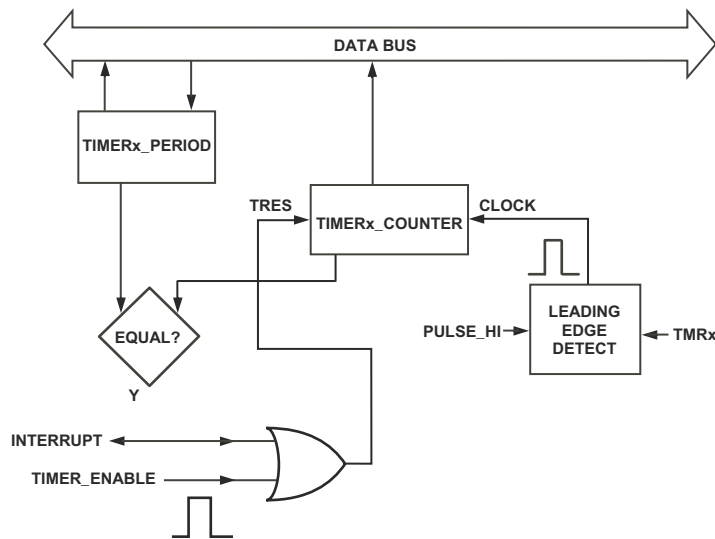 DATA BUS
TIMERx_PERIOD
TRES
TIMERx_COUNTER
CLOCK
EQUAL?
Y
PULSE_HI
LEADING
EDGE
DETECT
TMRx
INTERRUPT
TIMER_ENABLE